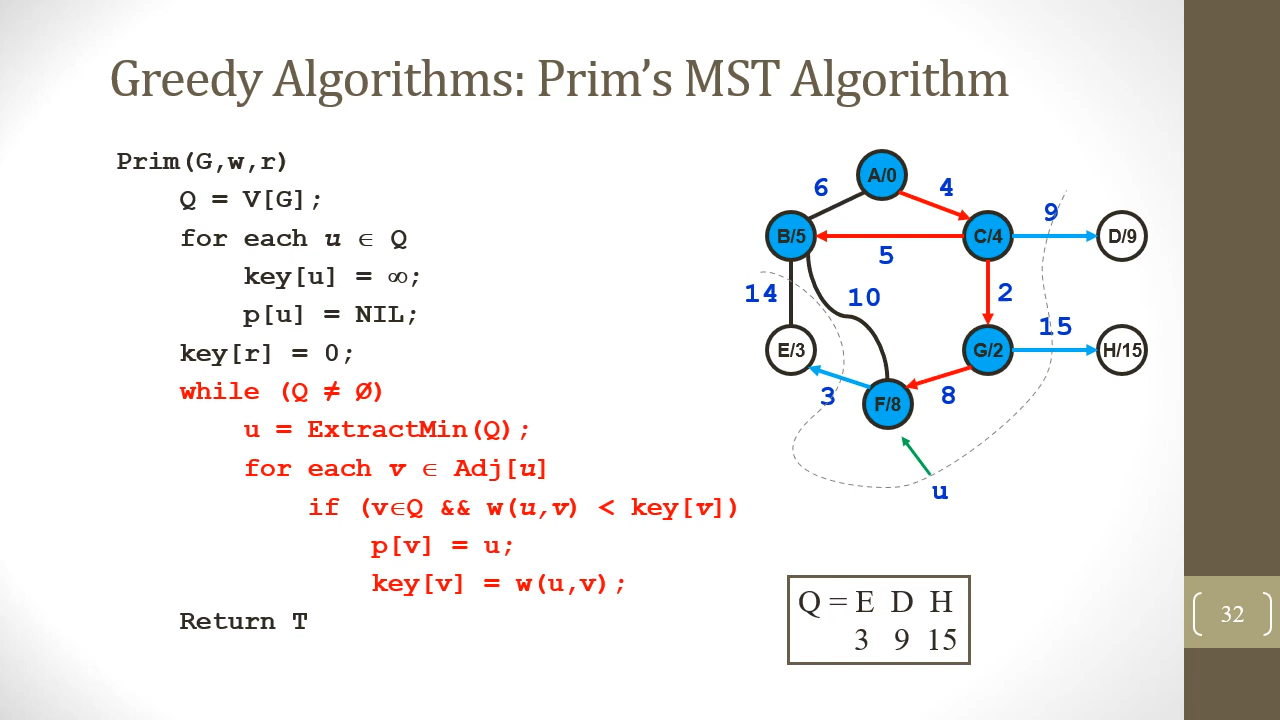 Greedy Algorithms: Prim's MST Algorithm
Prim(G,w,r)
Q = V[G];
for each u ∈ Q
key[u] = ∞;
p[u] = NIL;
key[r] = 0;
while (Q ≠ Ø)
u = ExtractMin(Q);
for each v ∈ Adj[u]
if (v∈Q && w(u,v) < key[v])
p[v] = u;
key[v] = w(u,v);
Return T
A/0
6
4
9
B/5
C/4
D/9
5
14
10
2
15
E/3
G/2
H/15
3
8
F/8
u
Q = E D H
3 9 15
32